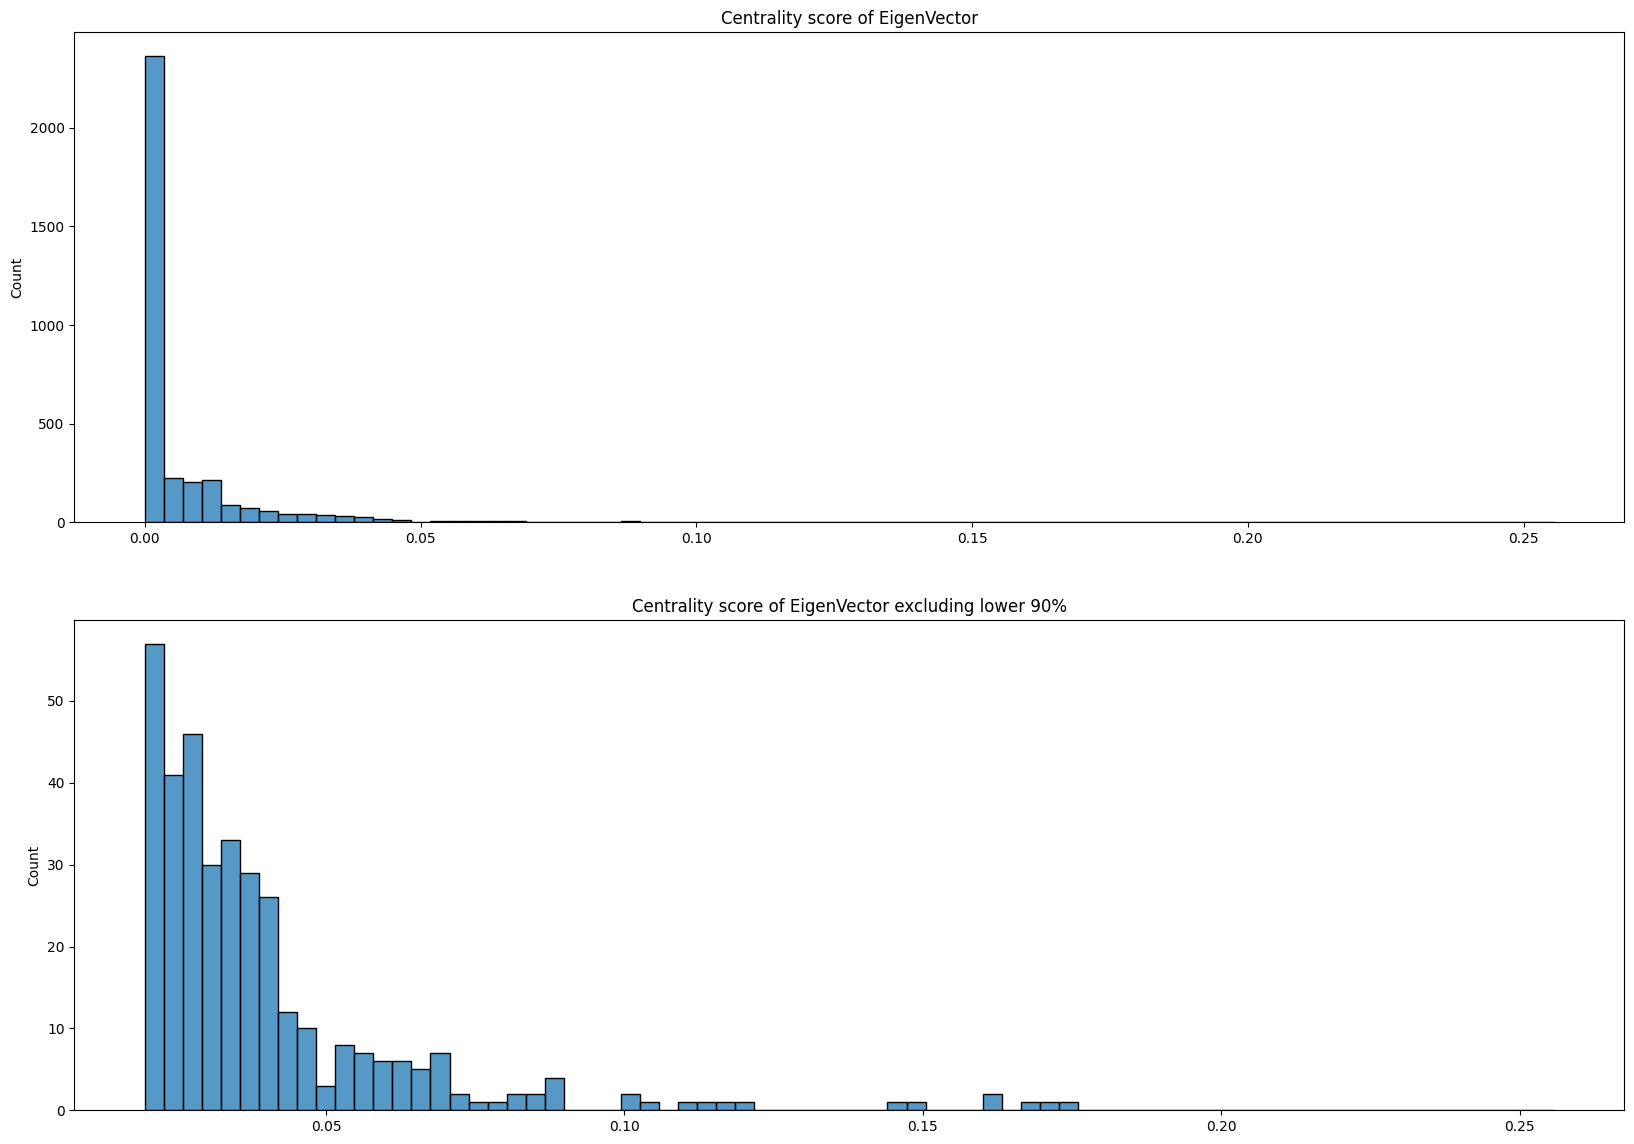 Centrality score of EigenVector
Count
2000
1500
1000
500
0
0.00 0.05 0.10 0.15 0.20 0.25
Centrality score of EigenVector excluding lower 90%
Count
50
40
30
20
10
0
0.05 0.10 0.15 0.20 0.25